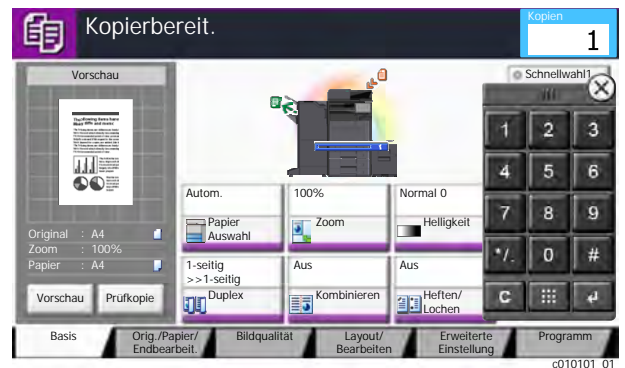 Kopierbereit.
Kopien
1
Vorschau
Schnellwahl1
Original : A4
Zoom : 100%
Papier : A4
Vorschau
Prüfkopie
Autom.
Papier
Auswahl
100%
Zoom
Normal 0
Helligkeit
1-seitig
>>1-seitig
Duplex
Aus
Kombinieren
Aus
Heften/
Lochen
1 2 3
4 5 6
7 8 9
*/. 0 #
C
Basis
Orig./Papier/
Endbearbeit.
Bildqualität
Layout/
Bearbeiten
Erweiterte
Einstellung
Programm
c010101_01